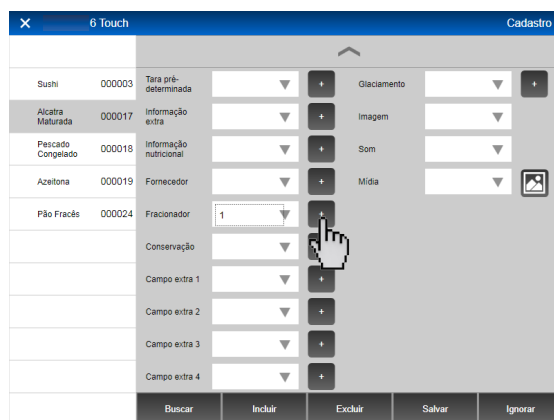 ✕ 6 Touch Cadastro
Sushi 000003
Alcatra
Maturada 000017
Pescado
Congelado 000018
Azeitona 000019
Pão Fracês 000024
Tara pré-
determinada +
Informação
extra +
Informação
nutricional +
Fornecedor +
Fracionador 1 +
Conservação
Campo extra 1 +
Campo extra 2 +
Campo extra 3 +
Campo extra 4 +
Glaciamento +
Imagem
Som
Mídia
Buscar Incluir Excluir Salvar Ignorar